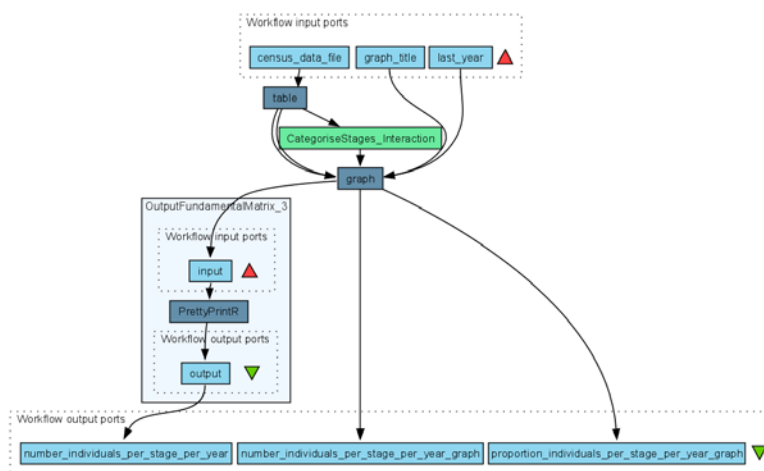 Workflow input ports
census_data_file
graph_title
last_year
table
CategoriseStages_Interaction
graph
OutputFundamentalMatrix_3
Workflow input ports
input
PrettyPrintR
Workflow output ports
output
Workflow output ports
number_individuals_per_stage_per_year
number_individuals_per_stage_per_year_graph
proportion_individuals_per_stage_per_year_graph